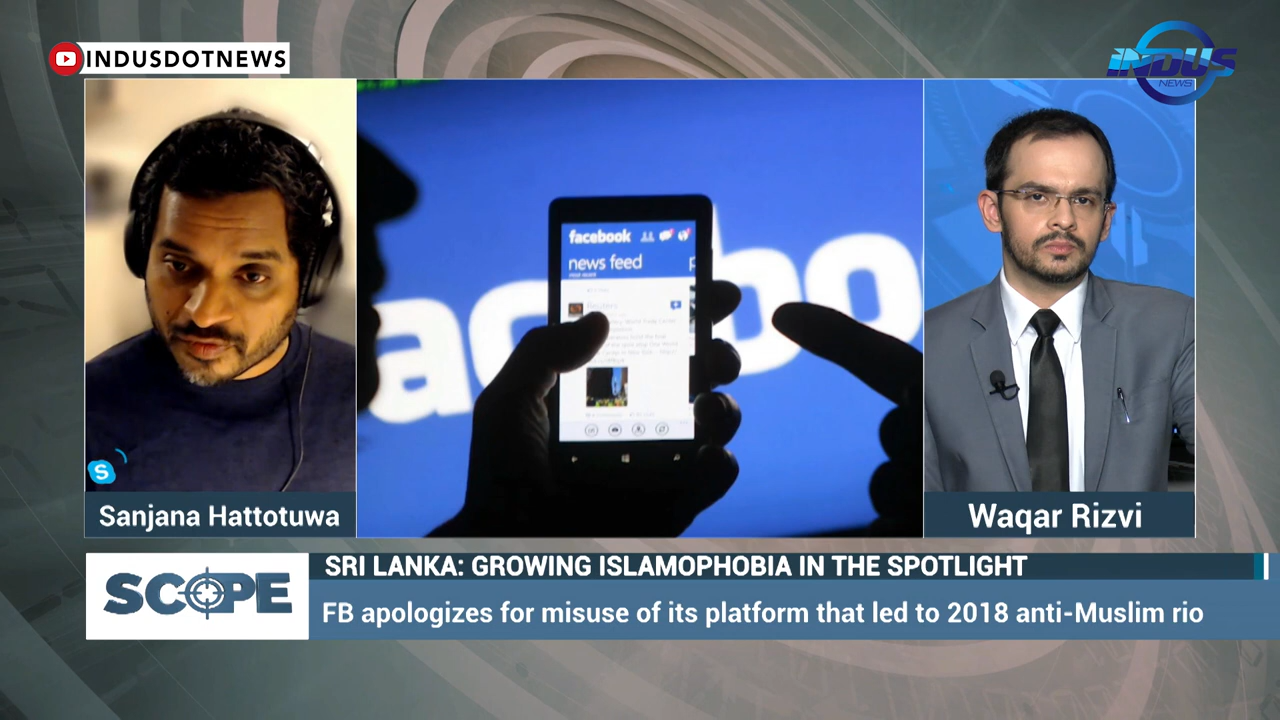 INDUSDOTNEWS
INDUS
NEWS
facebook
news feed
acebo
S
Sanjana Hattotuwa
Waqar Rizvi
SCOPE
SRI LANKA: GROWING ISLAMOPHOBIA IN THE SPOTLIGHT
FB apologizes for misuse of its platform that led to 2018 anti-Muslim rio